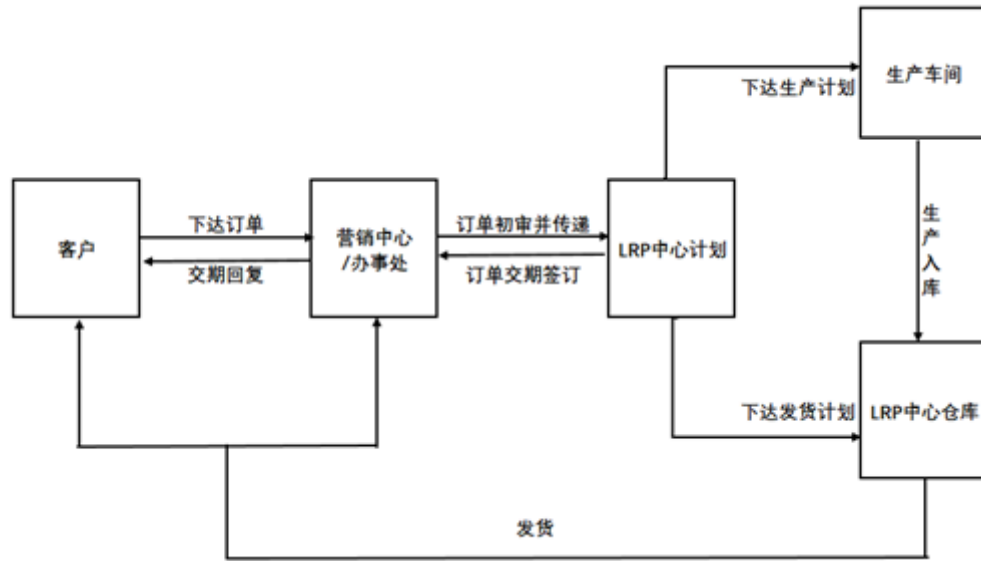 生产车间
下达生产计划
客户
下达订单
交期回复
营销中心
/办事处
订单初审并传递
订单交期签订
LRP中心计划
生产入库
下达发货计划
LRP中心仓库
发货